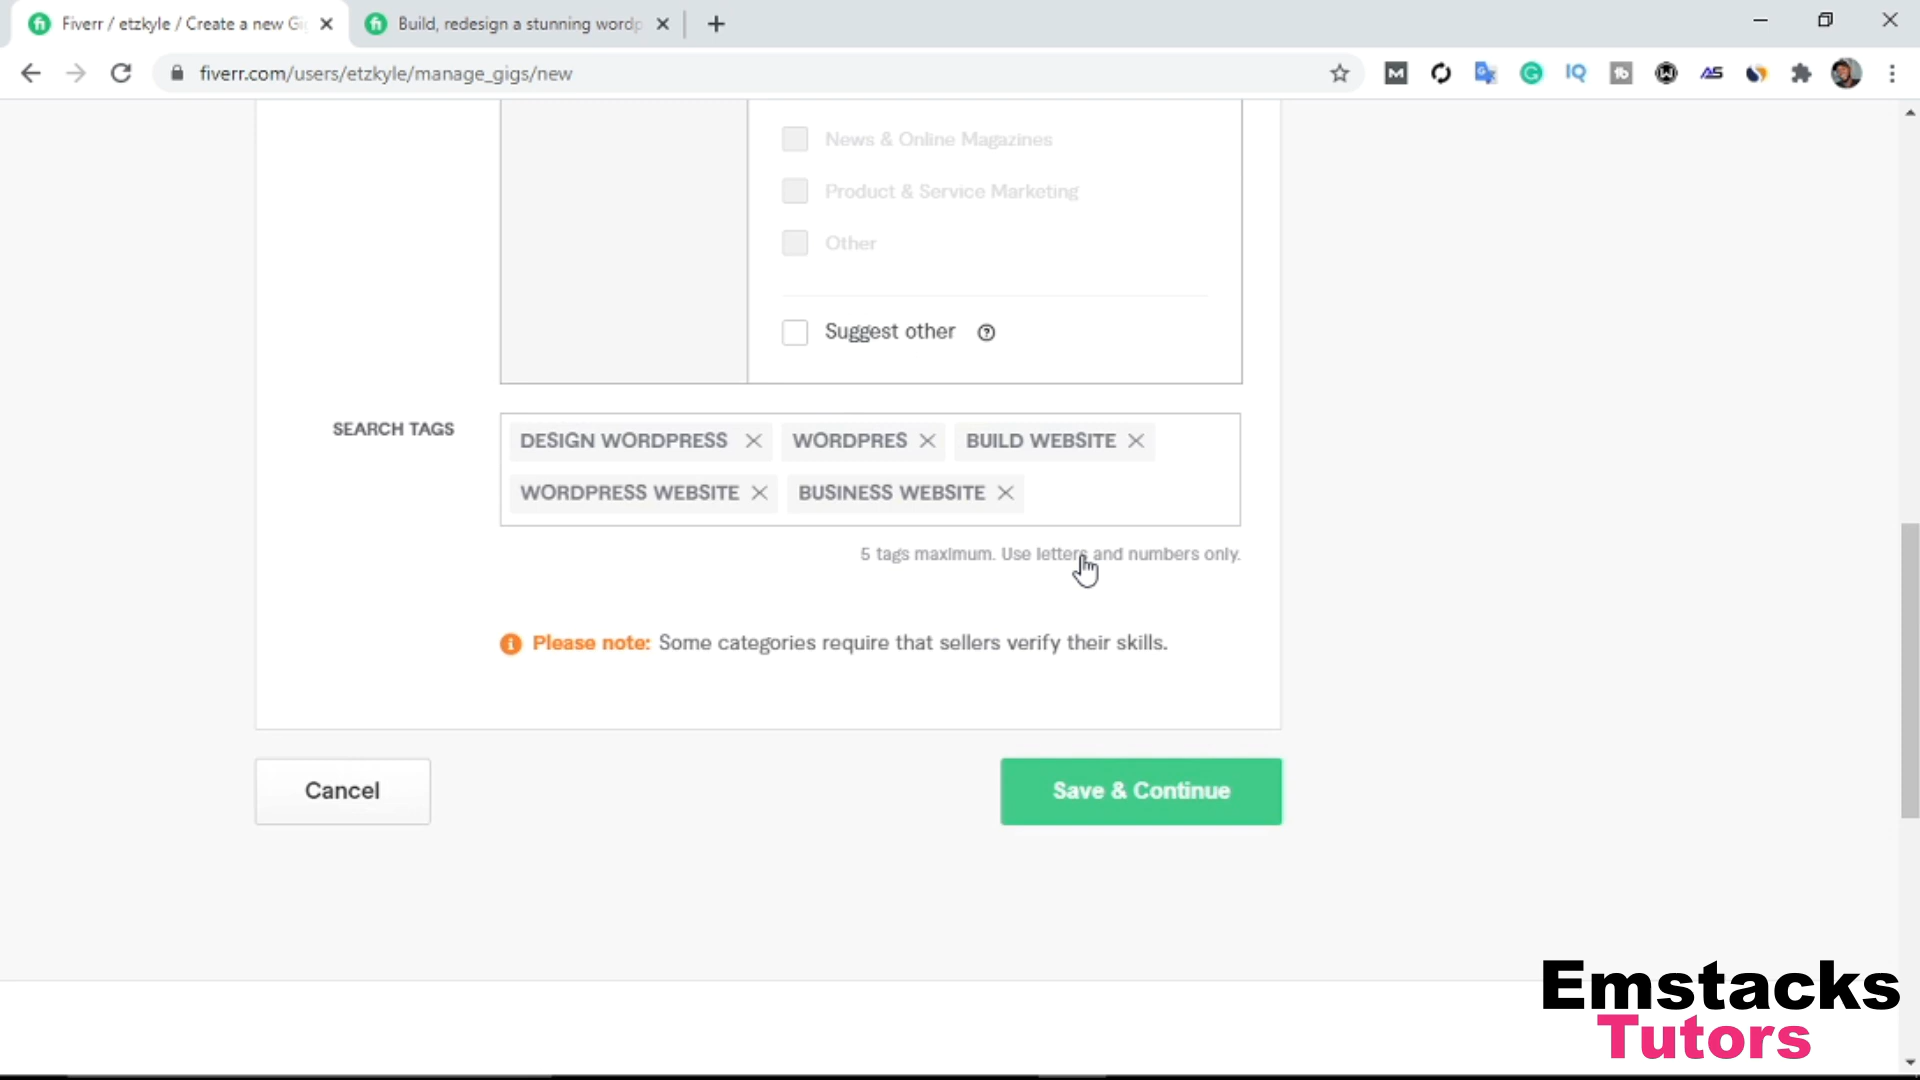 Fiverr / etzkyle / Create a new Gi
Build, redesign a stunning wordp
fiverr.com/users/etzkyle/manage_gigs/new
News & Online Magazines
Product & Service Marketing
Other
Suggest other
SEARCH TAGS
DESIGN WORDPRESS WORDPRES BUILD WEBSITE
WORDPRESS WEBSITE BUSINESS WEBSITE
5 tags maximum. Use letters and numbers only.
Please note: Some categories require that sellers verify their skills.
Cancel
Save & Continue
Emstacks
Tutors